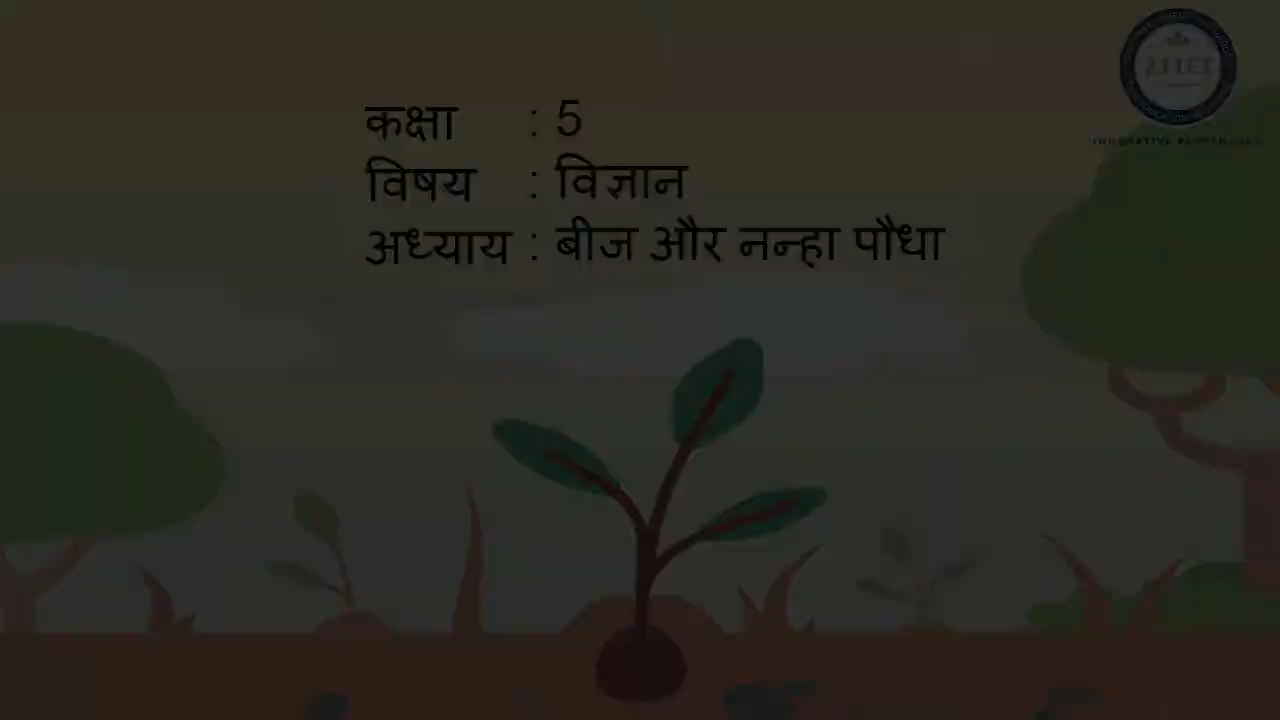 कक्षा : 5
विषय : विज्ञान
अध्याय : बीज और नन्हा पौधा